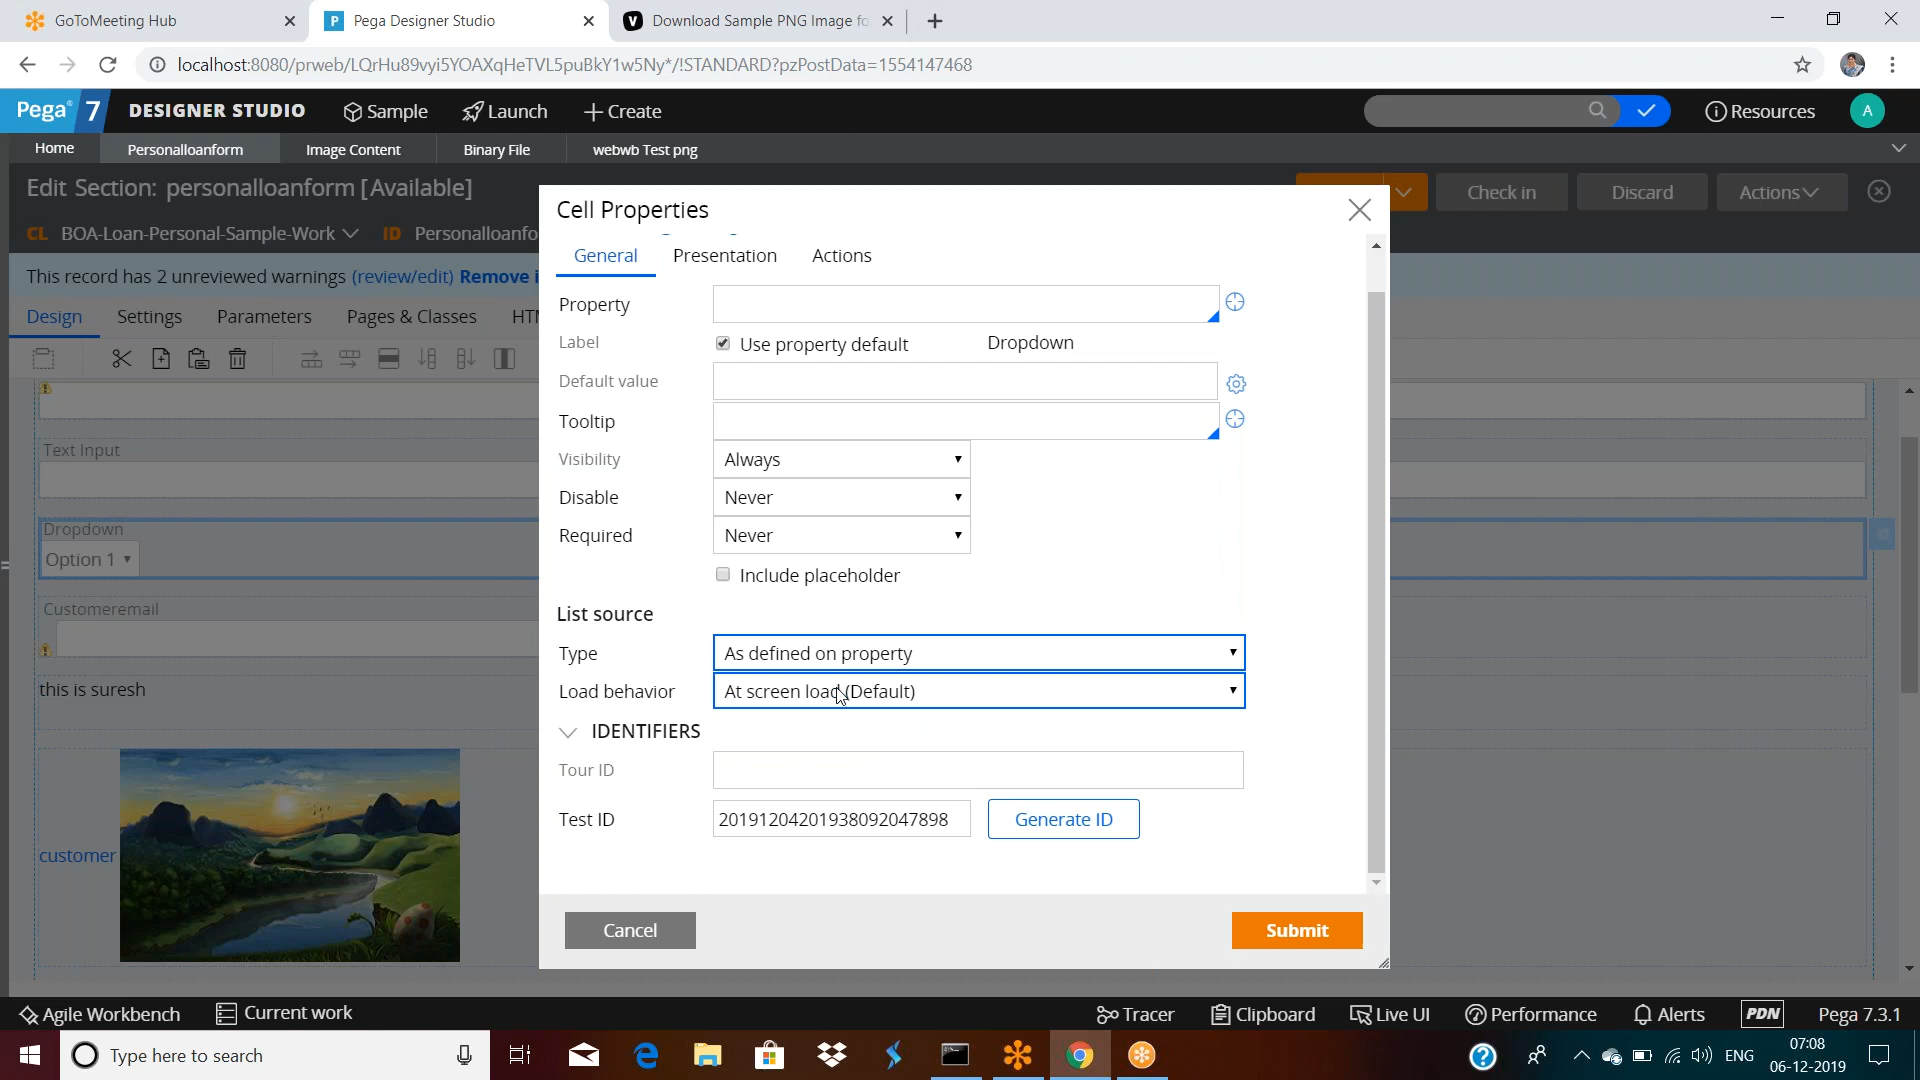 GoToMeeting Hub
Pega Designer Studio
Download Sample PNG Image fo
localhost:8080/prweb/LQrHu89vyi5YOAXqHeTVL5puBkY1w5Ny*/!STANDARD?pzPostData=1554147468
Pega 7 DESIGNER STUDIO Sample Launch Create Resources A
Home Personalloanform Image Content Binary File webwb Test png
Edit Section: personalloanform [Available] Check in Discard Actions
CL BOA-Loan-Personal-Sample-Work ID Personalloanfo
This record has 2 unreviewed warnings (review/edit) Remove i
Design Settings Parameters Pages & Classes HTM
Text Input
Dropdown
Option 1
Customeremail
this is suresh
customer
Cell Properties
General Presentation Actions
Property
Label Use property default Dropdown
Default value
Tooltip
Visibility Always
Disable Never
Required Never
Include placeholder
List source
Type As defined on property
Load behavior At screen load (Default)
IDENTIFIERS
Tour ID
Test ID 20191204201938092047898 Generate ID
Cancel Submit
Agile Workbench Current work Tracer Clipboard Live UI Performance Alerts PDN Pega 7.3.1
Type here to search
ENG
07:08
06-12-2019